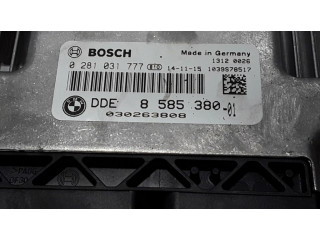 BOSCH
Made in Germany
1312 0026
0 281 031 777 14-11-15 1039S78517
DDE 8 585 380-01
030263808